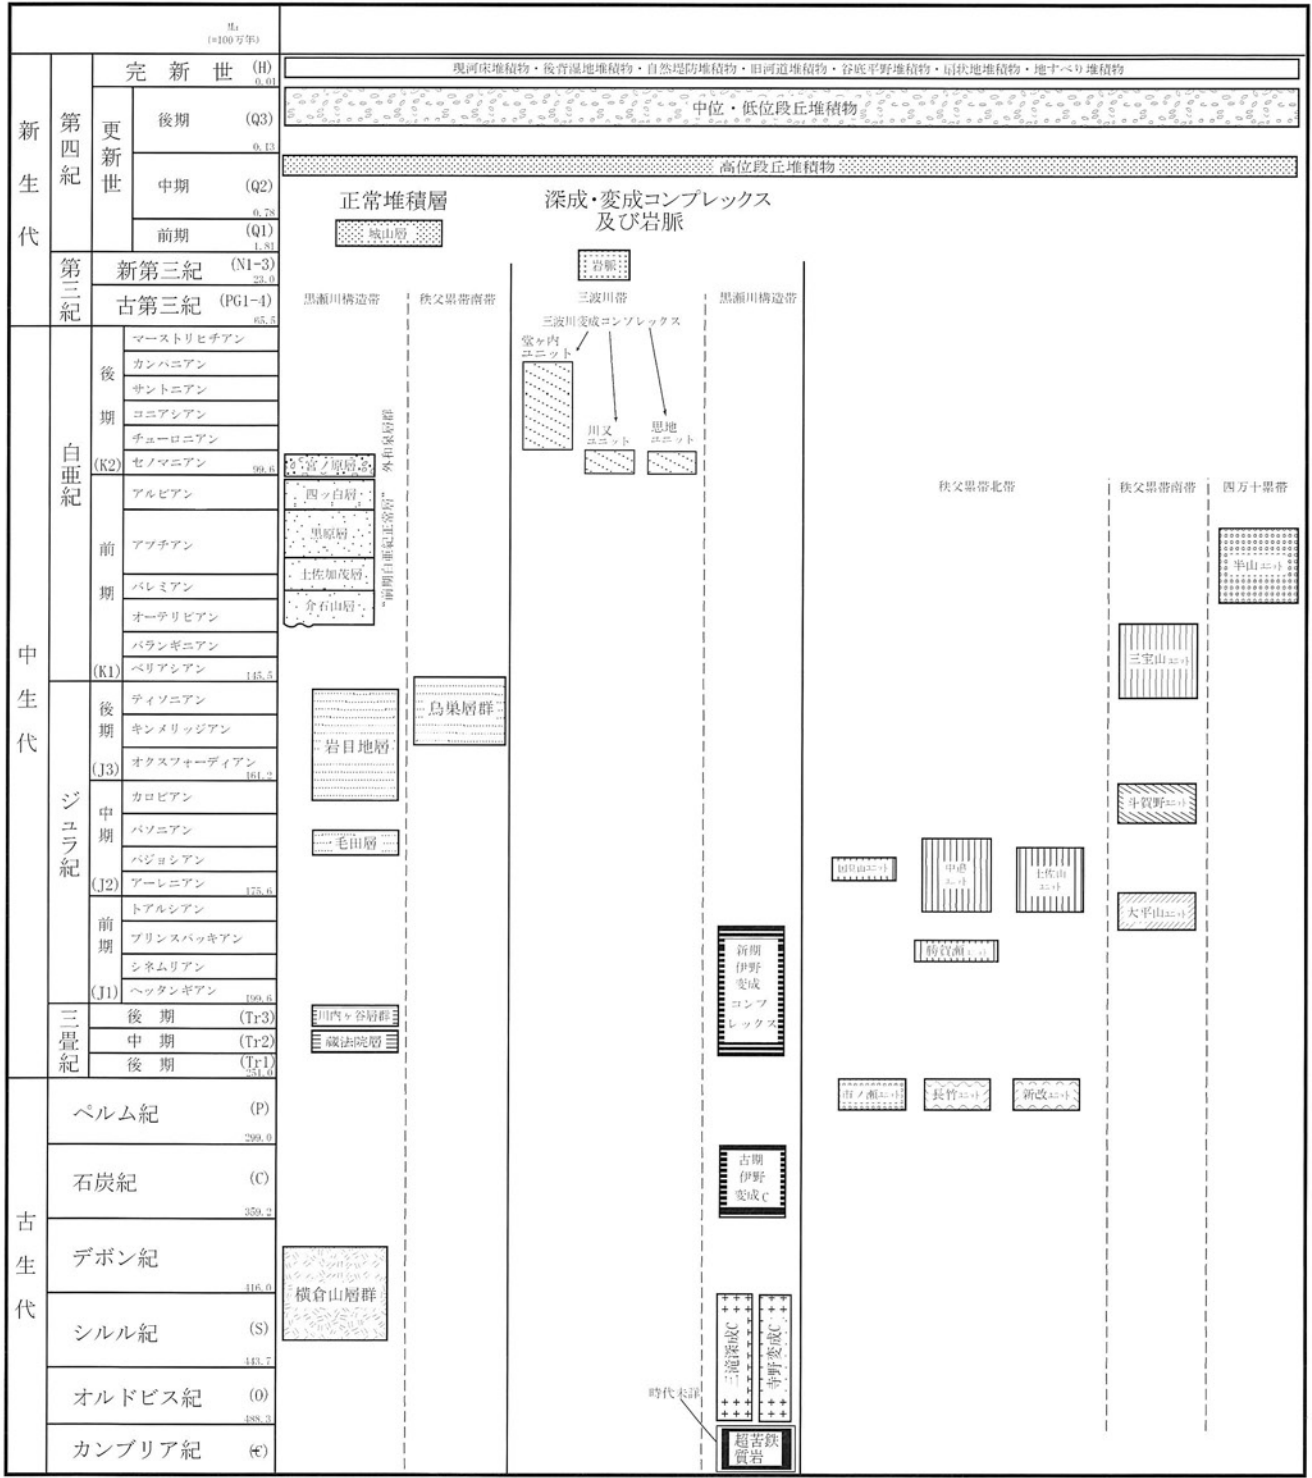 Ma
(=100万年)
新生代
第四紀
完新世 (H)
0.01
現河床堆積物・後背湿地堆積物・自然堤防堆積物・旧河道堆積物・谷底平野堆積物・扇状地堆積物・地すべり堆積物
更新世
後期 (Q3)
0.13
中位・低位段丘堆積物
中期 (Q2)
0.78
高位段丘堆積物
前期 (Q1)
1.81
正常堆積層
深成・変成コンプレックス
及び岩脈
城山層
第三紀
新第三紀 (N1-3)
23.0
岩脈
古第三紀 (PG1-4)
65.5
黒瀬川構造帯
秩父累帯南帯
三波川帯
黒瀬川構造帯
三波川変成コンプレックス
堂ヶ内
ユニット
川又
ユニット
思地
ユニット
中生代
白亜紀
後期
(K2)
マーストリヒチアン
カンパニアン
サントニアン
コニアシアン
チューロニアン
セノマニアン
99.6
前期
(K1)
アルビアン
アプチアン
バレミアン
オーテリビアン
バランギニアン
ベリアシアン
145.5
外和泉層群
宮ノ原層
四ッ白層
黒原層
土佐加茂層
介石山層
"前期白亜紀正常層"
秩父累帯北帯
秩父累帯南帯
四万十累帯
半山ユニット
三宝山ユニット
ジュラ紀
後期
(J3)
ティソニアン
キンメリッジアン
オクスフォーディアン
161.2
鳥巣層群
岩目地層
中期
(J2)
カロビアン
バソニアン
バジョシアン
アーレニアン
175.6
毛田層
斗賀野ユニット
国見山ユニット
中追
ユニット
土佐山
ユニット
大平山ユニット
前期
(J1)
トアルシアン
プリンスバッキアン
シネムリアン
ヘッタンギアン
199.6
勝賀瀬ユニット
新期
伊野
変成
コンプ
レックス
三畳紀
後期 (Tr3)
中期 (Tr2)
後期 (Tr1)
251.0
川内ヶ谷層群
蔵法院層
古生代
ペルム紀 (P)
299.0
市ノ瀬ユニット
長竹ユニット
新改ユニット
石炭紀 (C)
359.2
古期
伊野
変成C
デボン紀
416.0
横倉山層群
シルル紀 (S)
443.7
三滝深成C
寺野変成C
オルドビス紀 (O)
488.3
時代未詳
カンブリア紀 (Є)
超苦鉄
質岩